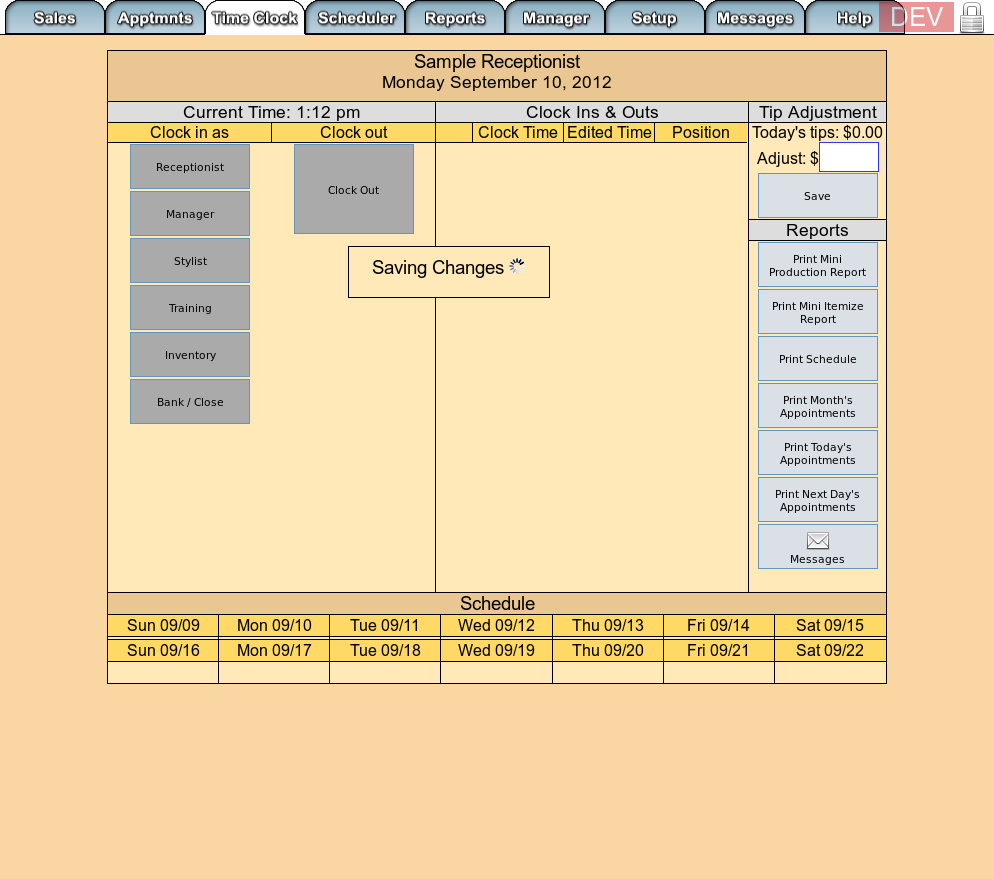 Sales Apptmnts Time Clock Scheduler Reports Manager Setup Messages Help DEV
Sample Receptionist
Monday September 10, 2012
Current Time: 1:12 pm Clock Ins & Outs Tip Adjustment
Clock in as Clock out Clock Time Edited Time Position Today's tips: $0.00
Adjust: $
Receptionist
Manager
Stylist
Training
Inventory
Bank / Close
Clock Out
Saving Changes
Save
Reports
Print Mini
Production Report
Print Mini Itemize
Report
Print Schedule
Print Month's
Appointments
Print Today's
Appointments
Print Next Day's
Appointments
Messages
Schedule
Sun 09/09 Mon 09/10 Tue 09/11 Wed 09/12 Thu 09/13 Fri 09/14 Sat 09/15
Sun 09/16 Mon 09/17 Tue 09/18 Wed 09/19 Thu 09/20 Fri 09/21 Sat 09/22